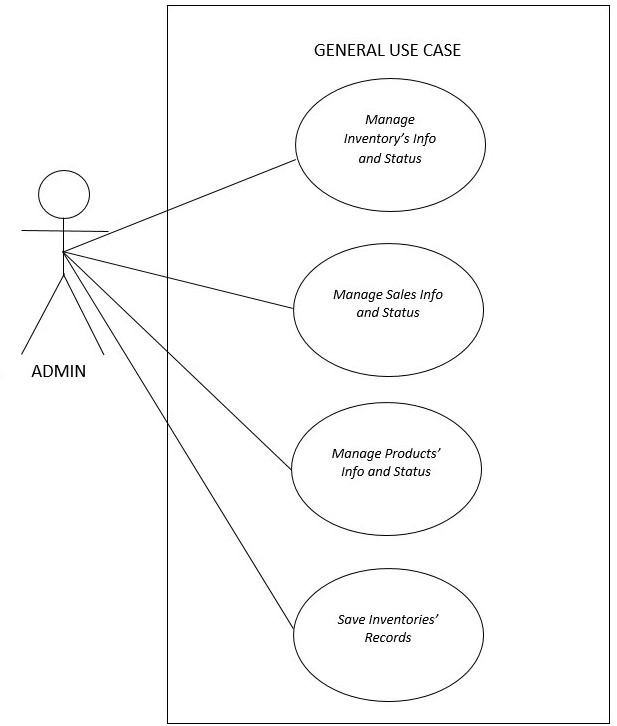 GENERAL USE CASE
Manage
Inventory's Info
and Status
Manage Sales Info
and Status
ADMIN
Manage Products'
Info and Status
Save Inventories'
Records